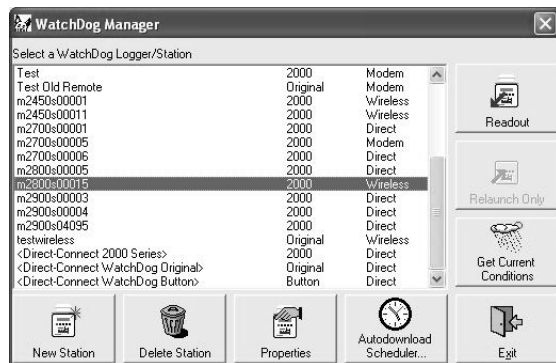 WatchDog Manager
Select a WatchDog Logger/Station
Test 2000 Modem
Test Old Remote Original Modem
m2450s00001 2000 Wireless
m2450s00011 2000 Wireless
m2700s00001 2000 Direct
m2700s00005 2000 Modem
m2700s00006 2000 Direct
m2800s00005 2000 Direct
m2800s00015 2000 Wireless
m2900s00003 2000 Direct
m2900s00004 2000 Direct
m2900s04095 2000 Direct
testwireless Original Wireless
<Direct-Connect 2000 Series> 2000 Direct
<Direct-Connect WatchDog Original> Original Direct
<Direct-Connect WatchDog Button> Button Direct
Readout
Relaunch Only
Get Current
Conditions
New Station
Delete Station
Properties
Autodownload
Scheduler...
Exit